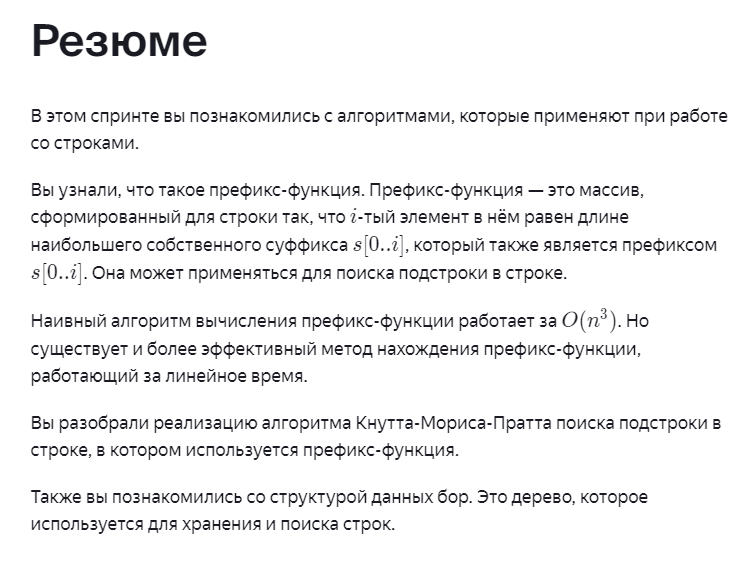 Резюме
В этом спринте вы познакомились с алгоритмами, которые применяют при работе
со строками.
Вы узнали, что такое префикс-функция. Префикс-функция — это массив,
сформированный для строки так, что i-тый элемент в нём равен длине
наибольшего собственного суффикса s[0..i], который также является префиксом
s[0..i]. Она может применяться для поиска подстроки в строке.
Наивный алгоритм вычисления префикс-функции работает за O(n³). Но
существует и более эффективный метод нахождения префикс-функции,
работающий за линейное время.
Вы разобрали реализацию алгоритма Кнутта-Мориса-Пратта поиска подстроки в
строке, в котором используется префикс-функция.
Также вы познакомились со структурой данных бор. Это дерево, которое
используется для хранения и поиска строк.